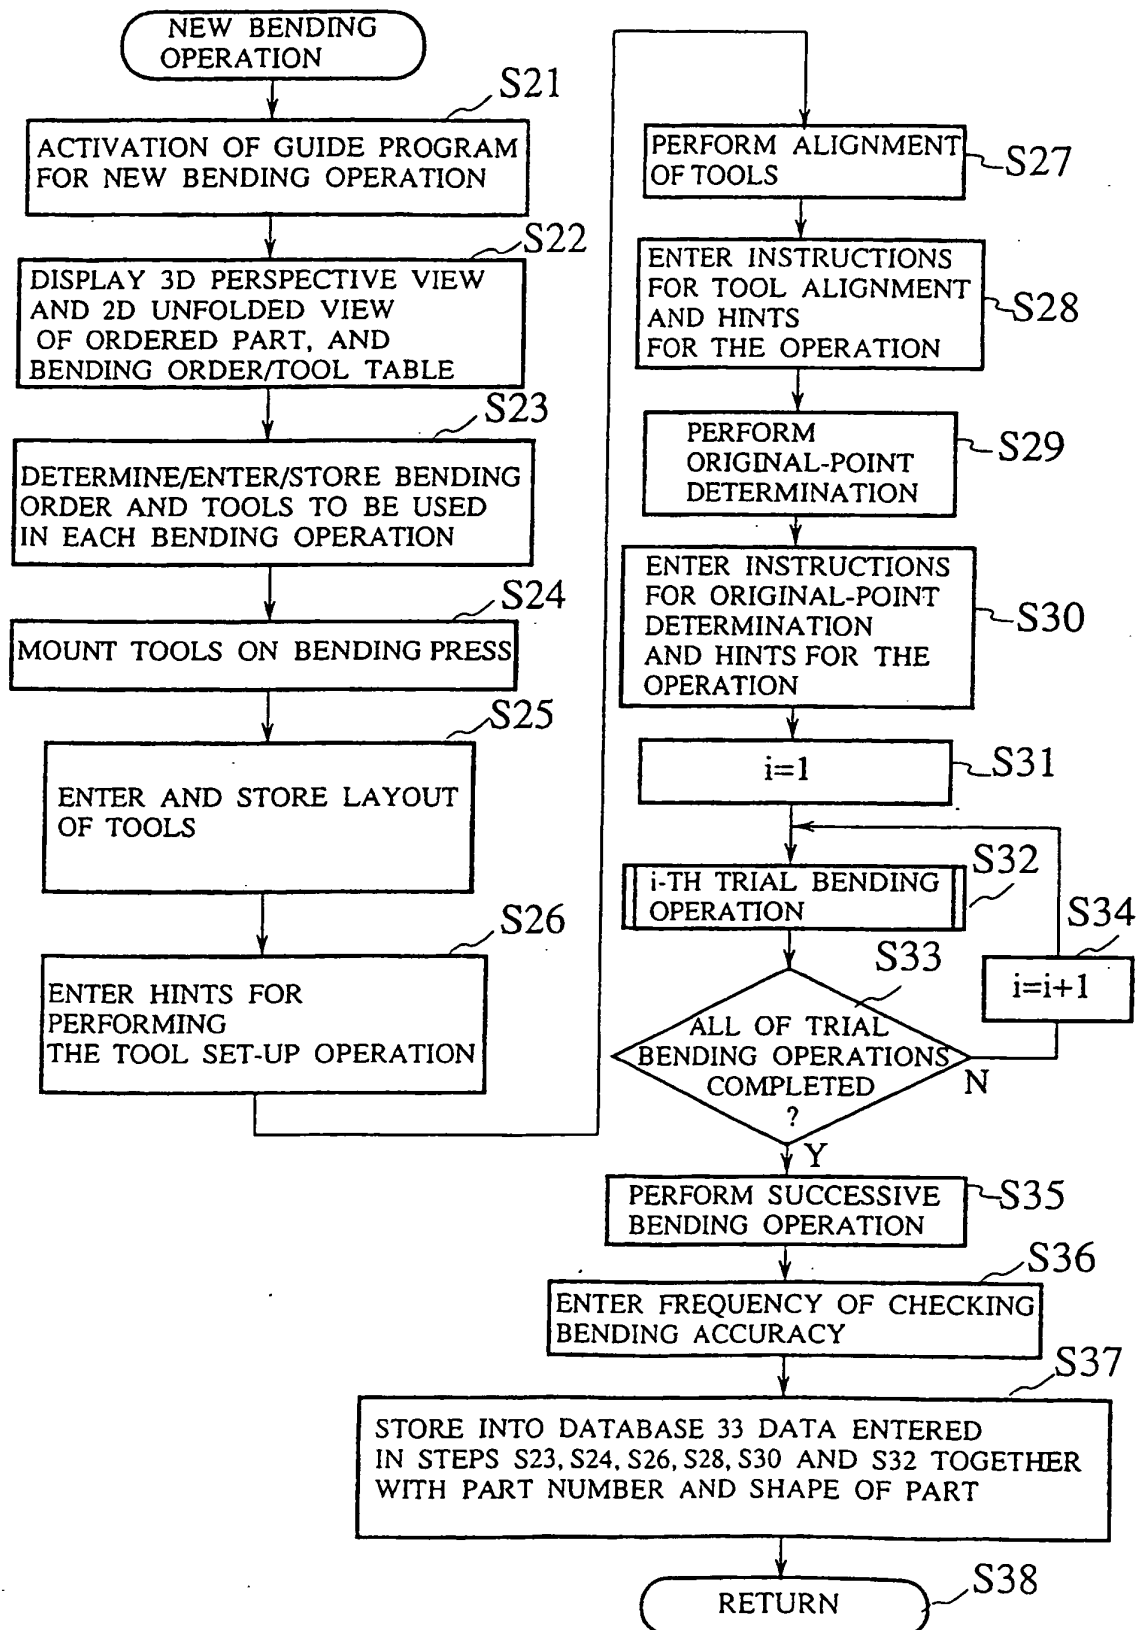 NEW BENDING
OPERATION
S21
ACTIVATION OF GUIDE PROGRAM
FOR NEW BENDING OPERATION
S22
DISPLAY 3D PERSPECTIVE VIEW
AND 2D UNFOLDED VIEW
OF ORDERED PART, AND
BENDING ORDER/TOOL TABLE
S23
DETERMINE/ENTER/STORE BENDING
ORDER AND TOOLS TO BE USED
IN EACH BENDING OPERATION
S24
MOUNT TOOLS ON BENDING PRESS
S25
ENTER AND STORE LAYOUT
OF TOOLS
S26
ENTER HINTS FOR
PERFORMING
THE TOOL SET-UP OPERATION
PERFORM ALIGNMENT
OF TOOLS
S27
ENTER INSTRUCTIONS
FOR TOOL ALIGNMENT
AND HINTS
FOR THE OPERATION
S28
PERFORM
ORIGINAL-POINT
DETERMINATION
S29
ENTER INSTRUCTIONS
FOR ORIGINAL-POINT
DETERMINATION
AND HINTS FOR THE
OPERATION
S30
i=1
S31
i-TH TRIAL BENDING
OPERATION
S32
S34
i=i+1
S33
ALL OF TRIAL
BENDING OPERATIONS
COMPLETED
?
N
Y
PERFORM SUCCESSIVE
BENDING OPERATION
S35
S36
ENTER FREQUENCY OF CHECKING
BENDING ACCURACY
S37
STORE INTO DATABASE 33 DATA ENTERED
IN STEPS S23, S24, S26, S28, S30 AND S32 TOGETHER
WITH PART NUMBER AND SHAPE OF PART
RETURN
S38